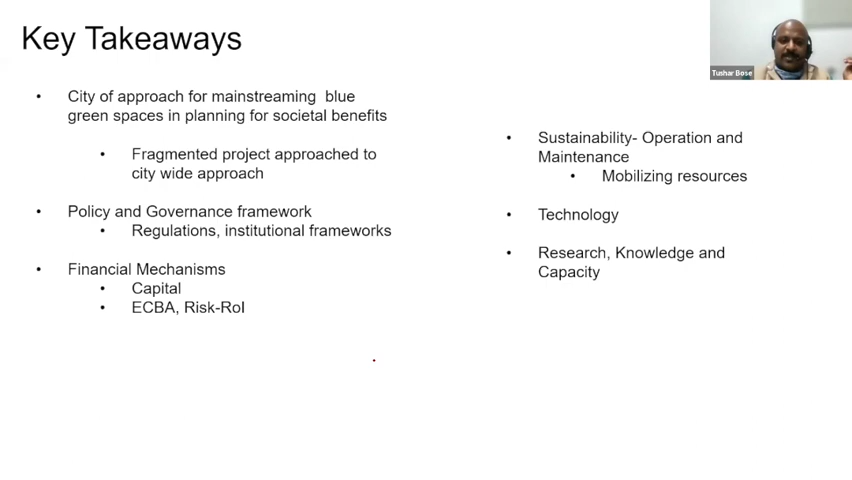 Key Takeaways
Tushar Bose
• City of approach for mainstreaming blue
green spaces in planning for societal benefits
• Fragmented project approached to
city wide approach
• Policy and Governance framework
• Regulations, institutional frameworks
• Financial Mechanisms
• Capital
• ECBA, Risk-RoI
• Sustainability- Operation and
Maintenance
• Mobilizing resources
• Technology
• Research, Knowledge and
Capacity